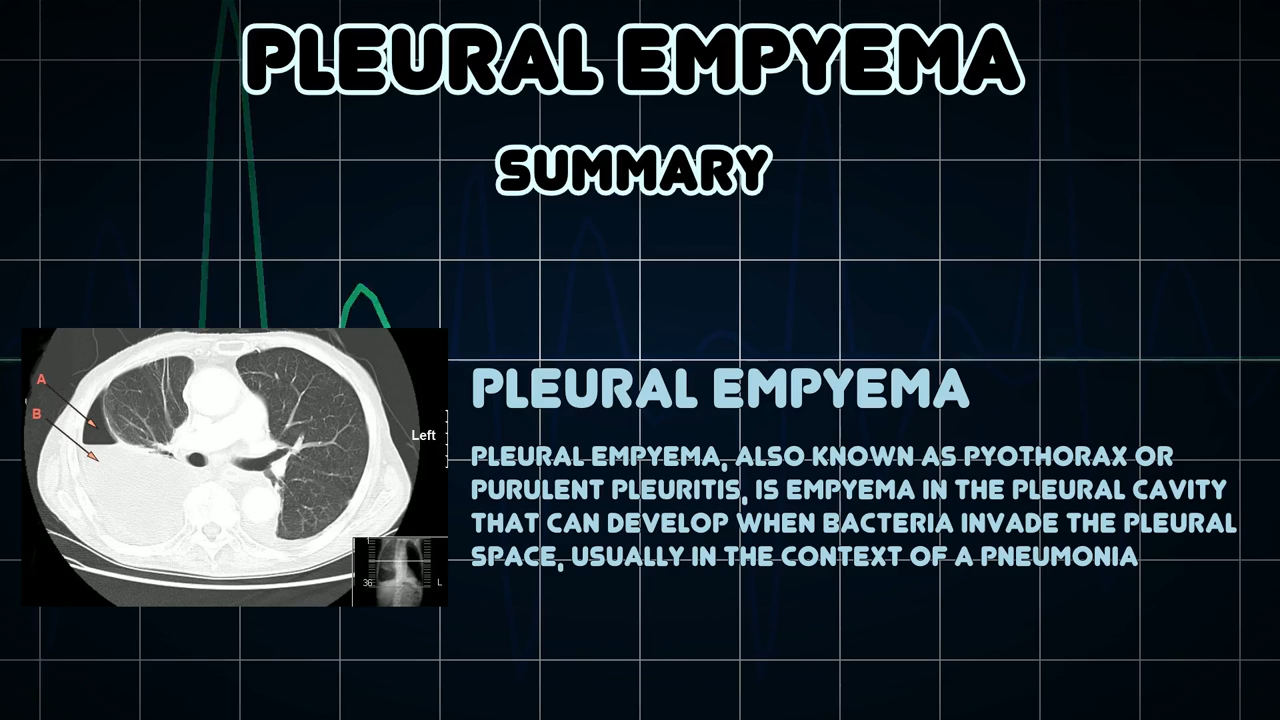 PLEURAL EMPYEMA
SUMMARY
A
B
Left
36
L
PLEURAL EMPYEMA
PLEURAL EMPYEMA, ALSO KNOWN AS PYOTHORAX OR
PURULENT PLEURITIS, IS EMPYEMA IN THE PLEURAL CAVITY
THAT CAN DEVELOP WHEN BACTERIA INVADE THE PLEURAL
SPACE, USUALLY IN THE CONTEXT OF A PNEUMONIA